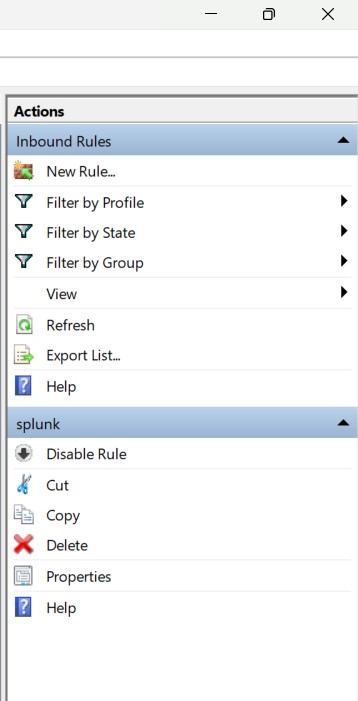 Actions
Inbound Rules
New Rule...
Filter by Profile
Filter by State
Filter by Group
View
Refresh
Export List...
Help
splunk
Disable Rule
Cut
Copy
Delete
Properties
Help